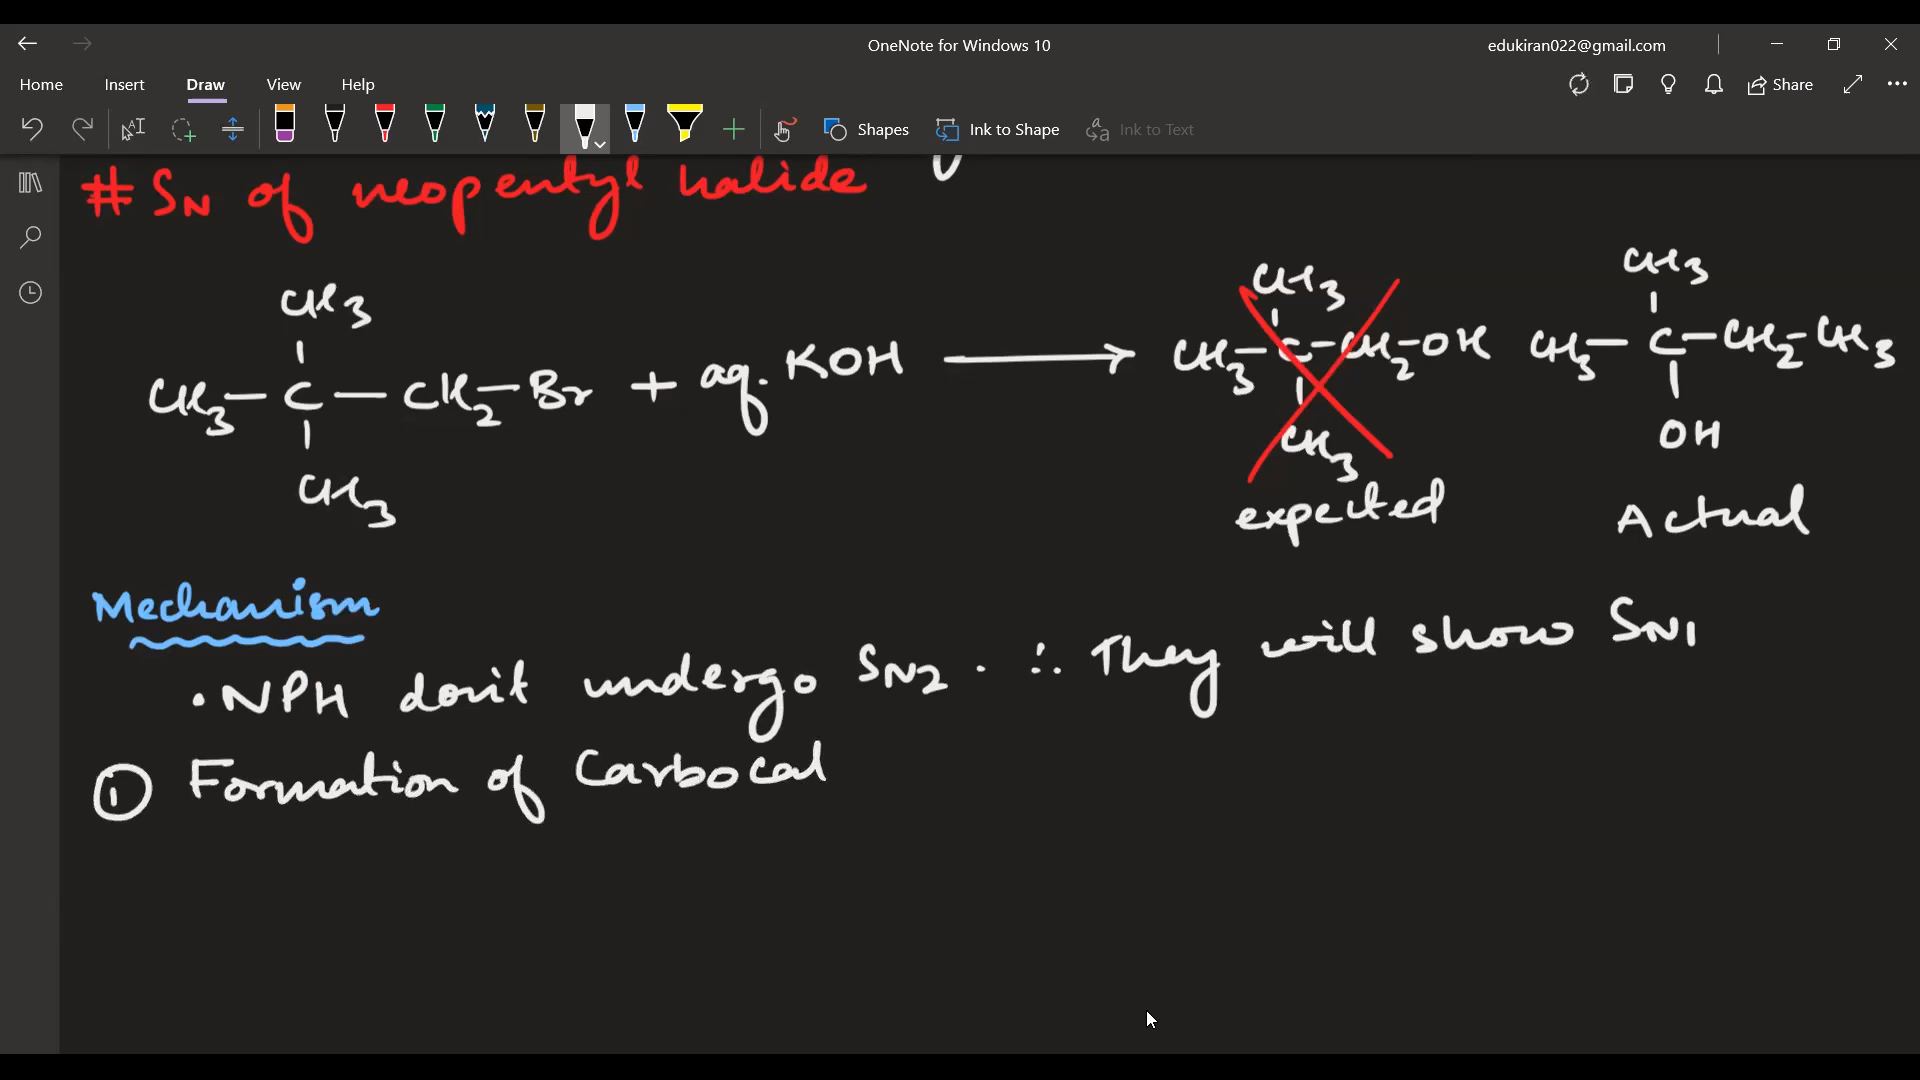 OneNote for Windows 10
edukiran022@gmail.com
Home Insert Draw View Help
Share
Shapes Ink to Shape Ink to Text
# SN of neopentyl halide
CH3
CH3
CH3
CH3-C-CH2-Br + aq. KOH → CH3-C-CH2-OH CH3-C-CH2-CH3
CH3
CH3
OH
expected
Actual
Mechanism
• NPH don't undergo SN2. ∴ They will show SN1
① Formation of Carbocat